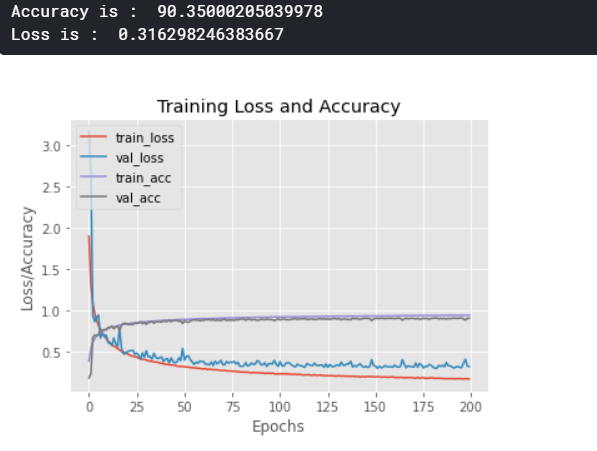 Accuracy is :  90.35000205039978
Loss is :  0.316298246383667
Training Loss and Accuracy
train_loss
val_loss
train_acc
val_acc
Loss/Accuracy
3.0
2.5
2.0
1.5
1.0
0.5
0 25 50 75 100 125 150 175 200
Epochs